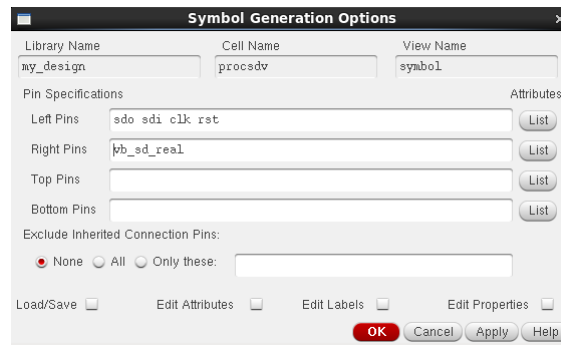 Symbol Generation Options
Library Name Cell Name View Name
my_design procsdv symbol
Pin Specifications Attributes
Left Pins sdo sdi clk rst List
Right Pins vb_sd_real List
Top Pins List
Bottom Pins List
Exclude Inherited Connection Pins:
None All Only these:
Load/Save Edit Attributes Edit Labels Edit Properties
OK Cancel Apply Help